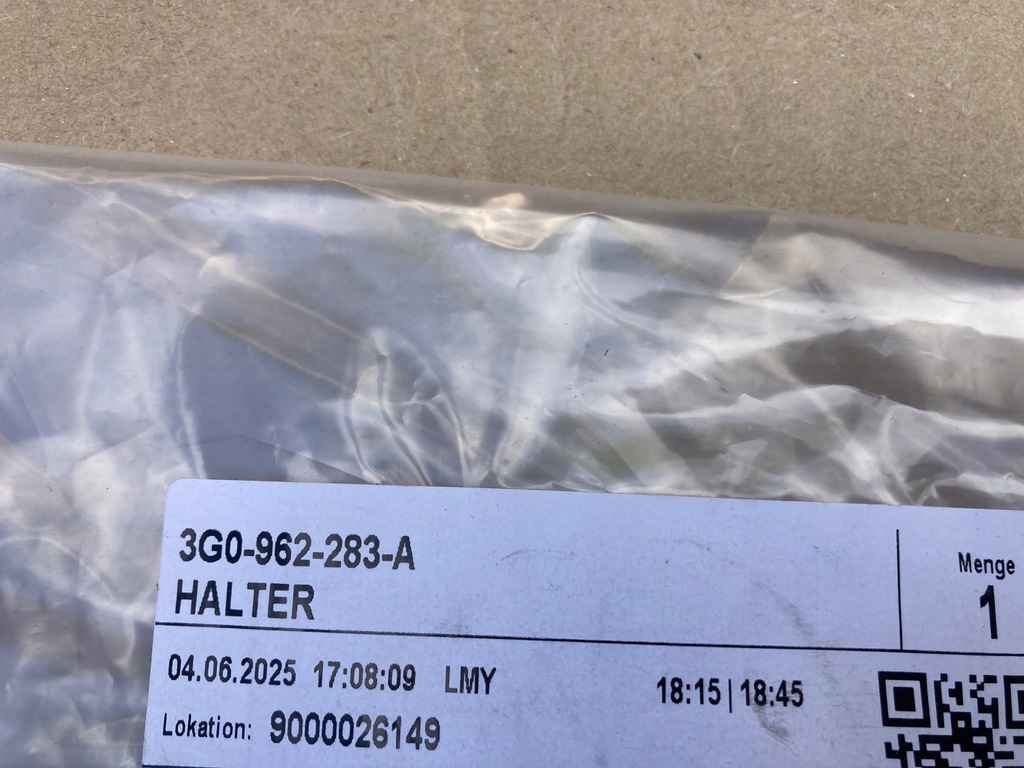 3G0-962-283-A
HALTER
Menge
1
04.06.2025 17:08:09 LMY
18:15|18:45
Lokation: 9000026149